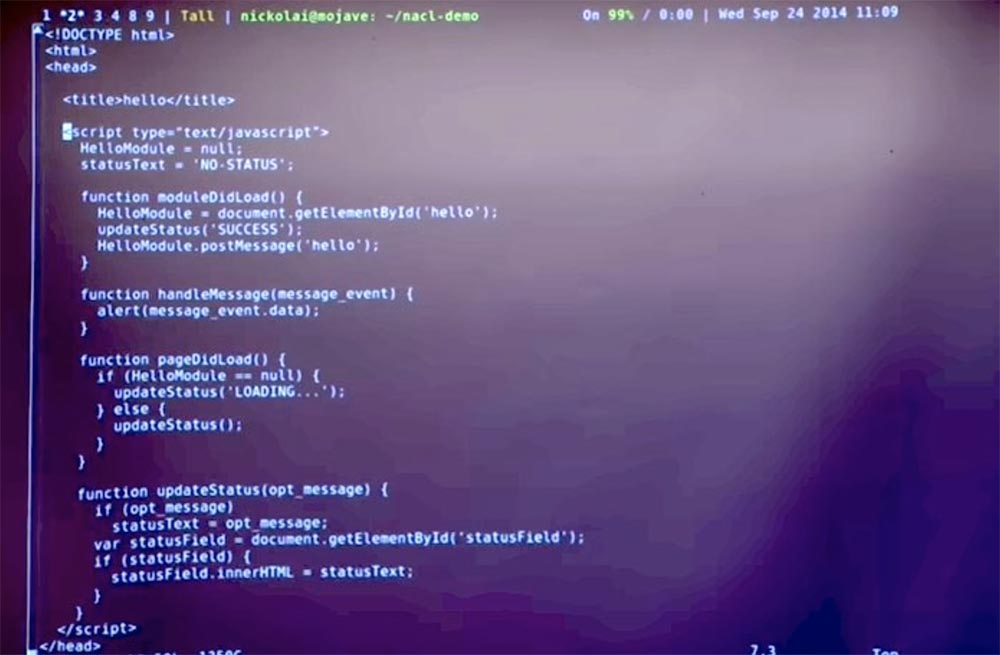 1 *2* 3 4 8 9 | Tall | nickolai@mojave: ~/nacl-demo On 99% / 0:00 | Wed Sep 24 2014 11:09
<!DOCTYPE html>
<html>
<head>
<title>hello</title>
<script type="text/javascript">
HelloModule = null;
statusText = 'NO-STATUS';
function moduleDidLoad() {
HelloModule = document.getElementById('hello');
updateStatus('SUCCESS');
HelloModule.postMessage('hello');
}
function handleMessage(message_event) {
alert(message_event.data);
}
function pageDidLoad() {
if (HelloModule == null) {
updateStatus('LOADING...');
} else {
updateStatus();
}
}
function updateStatus(opt_message) {
if (opt_message)
statusText = opt_message;
var statusField = document.getElementById('statusField');
if (statusField) {
statusField.innerHTML = statusText;
}
}
</script>
</head>
7,3 Top